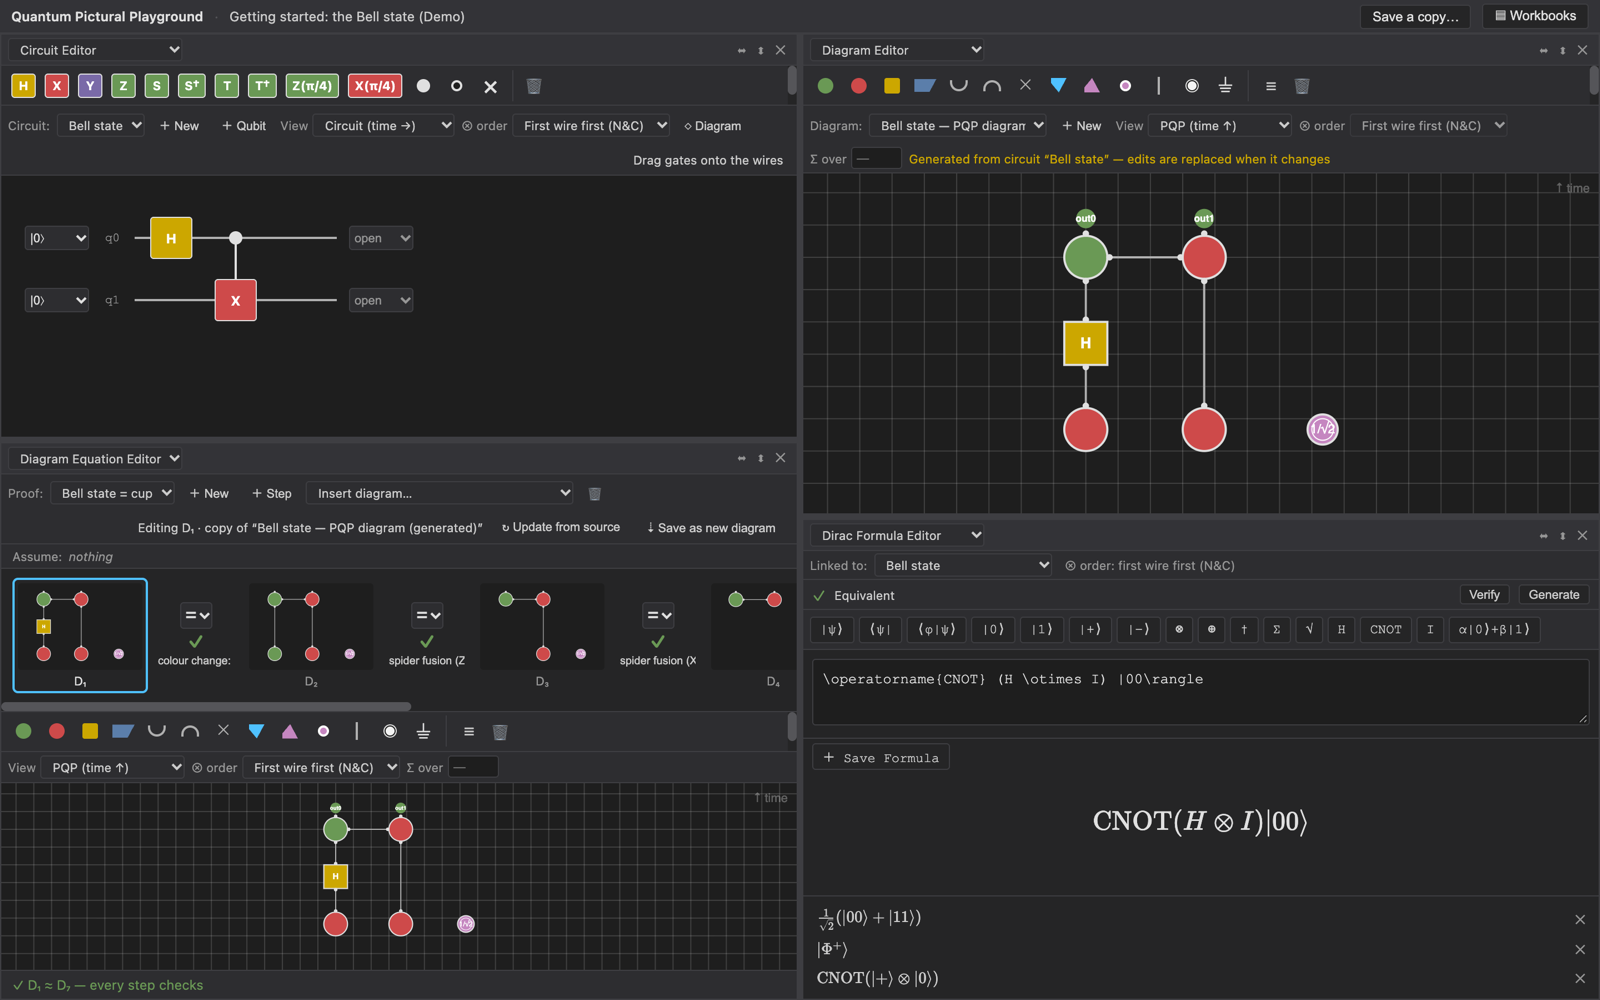 Quantum Pictural Playground · Getting started: the Bell state (Demo)
Save a copy… Workbooks
Circuit Editor
H X Y Z S S† T T† Z(π/4) X(π/4)
Circuit: Bell state + New + Qubit View Circuit (time →) ⊗ order First wire first (N&C) ◇ Diagram
Drag gates onto the wires
|0⟩ q0 H open
|0⟩ q1 X open
Diagram Equation Editor
Proof: Bell state = cup + New + Step Insert diagram...
Editing D₁ · copy of “Bell state — PQP diagram (generated)” ↻ Update from source ↓ Save as new diagram
Assume: nothing
H
= = =
✓ ✓ ✓
colour change: spider fusion (Z spider fusion (X
D₁ D₂ D₃ D₄
View PQP (time ↑) ⊗ order First wire first (N&C) Σ over —
↑ time
out0 out1
H
1/√2
✓ D₁ ≈ D₇ — every step checks
Diagram Editor
Diagram: Bell state — PQP diagram + New View PQP (time ↑) ⊗ order First wire first (N&C)
Σ over — Generated from circuit “Bell state” — edits are replaced when it changes
↑ time
out0 out1
H
1/√2
Dirac Formula Editor
Linked to: Bell state ⊗ order: first wire first (N&C)
✓ Equivalent Verify Generate
|ψ⟩ ⟨ψ| ⟨φ|ψ⟩ |0⟩ |1⟩ |+⟩ |−⟩ ⊗ ⊕ † Σ √ H CNOT I α|0⟩+β|1⟩
\operatorname{CNOT} (H \otimes I) |00\rangle
+ Save Formula
CNOT(H ⊗ I)|00⟩
1/√2(|00⟩ + |11⟩)
|Φ⁺⟩
CNOT(|+⟩ ⊗ |0⟩)